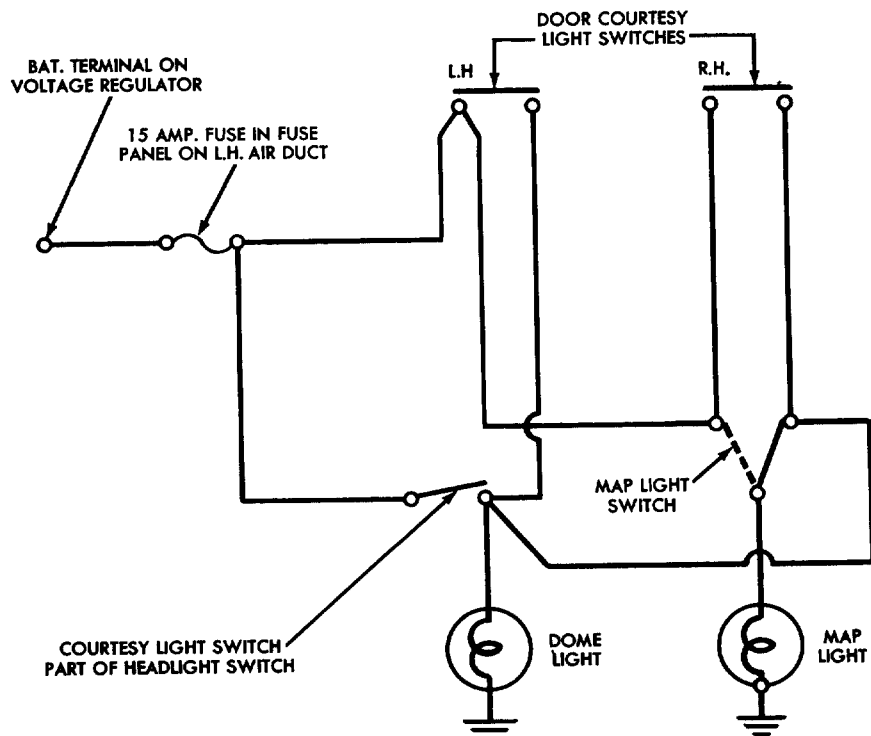 DOOR COURTESY
LIGHT SWITCHES
L.H
R.H.
BAT. TERMINAL ON
VOLTAGE REGULATOR
15 AMP. FUSE IN FUSE
PANEL ON L.H. AIR DUCT
MAP LIGHT
SWITCH
COURTESY LIGHT SWITCH
PART OF HEADLIGHT SWITCH
DOME
LIGHT
MAP
LIGHT